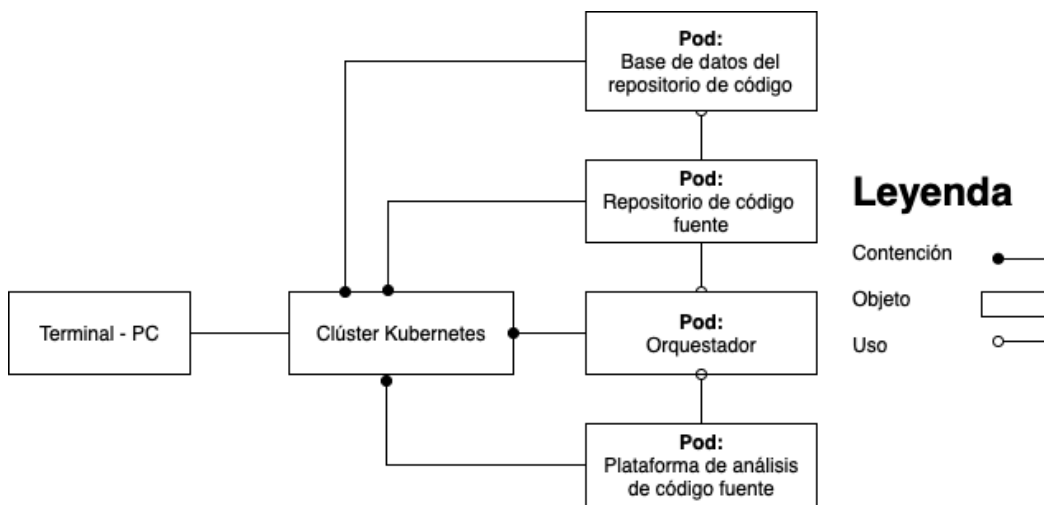 Pod:
Base de datos del
repositorio de código
Pod:
Repositorio de código
fuente
Terminal - PC
Clúster Kubernetes
Pod:
Orquestador
Pod:
Plataforma de análisis
de código fuente
Leyenda
Contención
Objeto
Uso